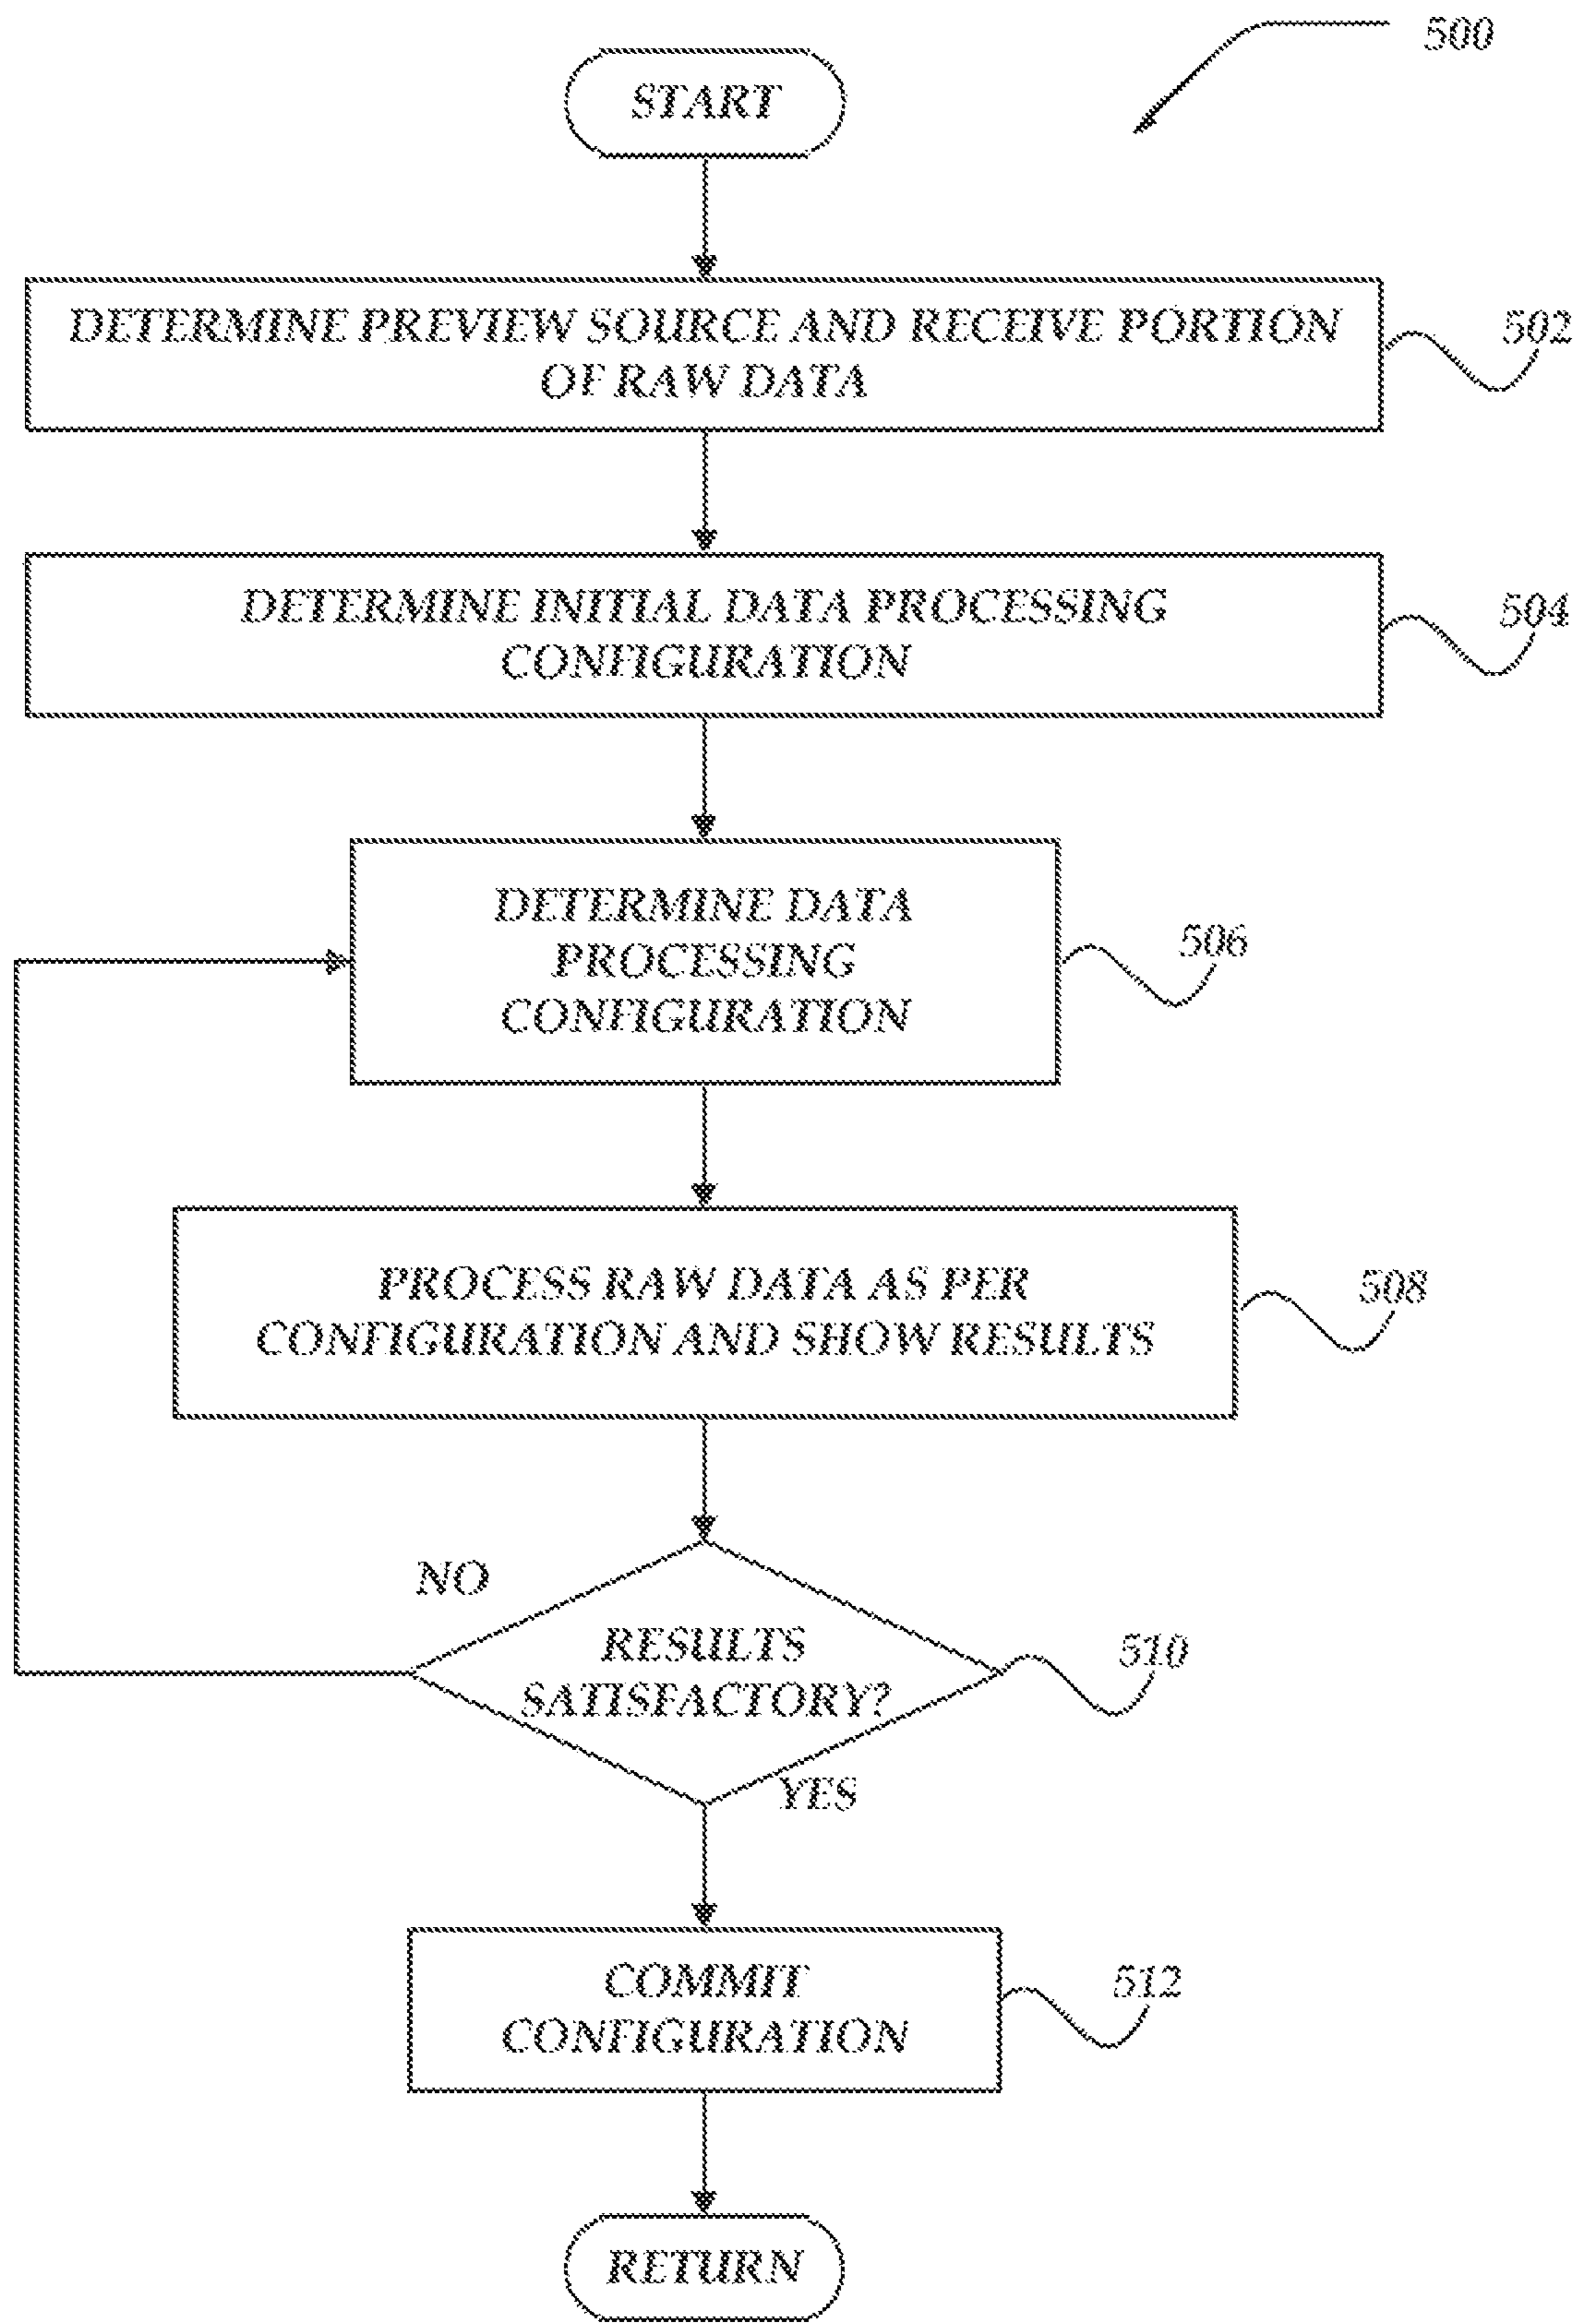 500
START
DETERMINE PREVIEW SOURCE AND RECEIVE PORTION
OF RAW DATA
502
DETERMINE INITIAL DATA PROCESSING
CONFIGURATION
504
DETERMINE DATA
PROCESSING
CONFIGURATION
506
PROCESS RAW DATA AS PER
CONFIGURATION AND SHOW RESULTS
508
NO
RESULTS
SATISFACTORY?
510
YES
COMMIT
CONFIGURATION
512
RETURN